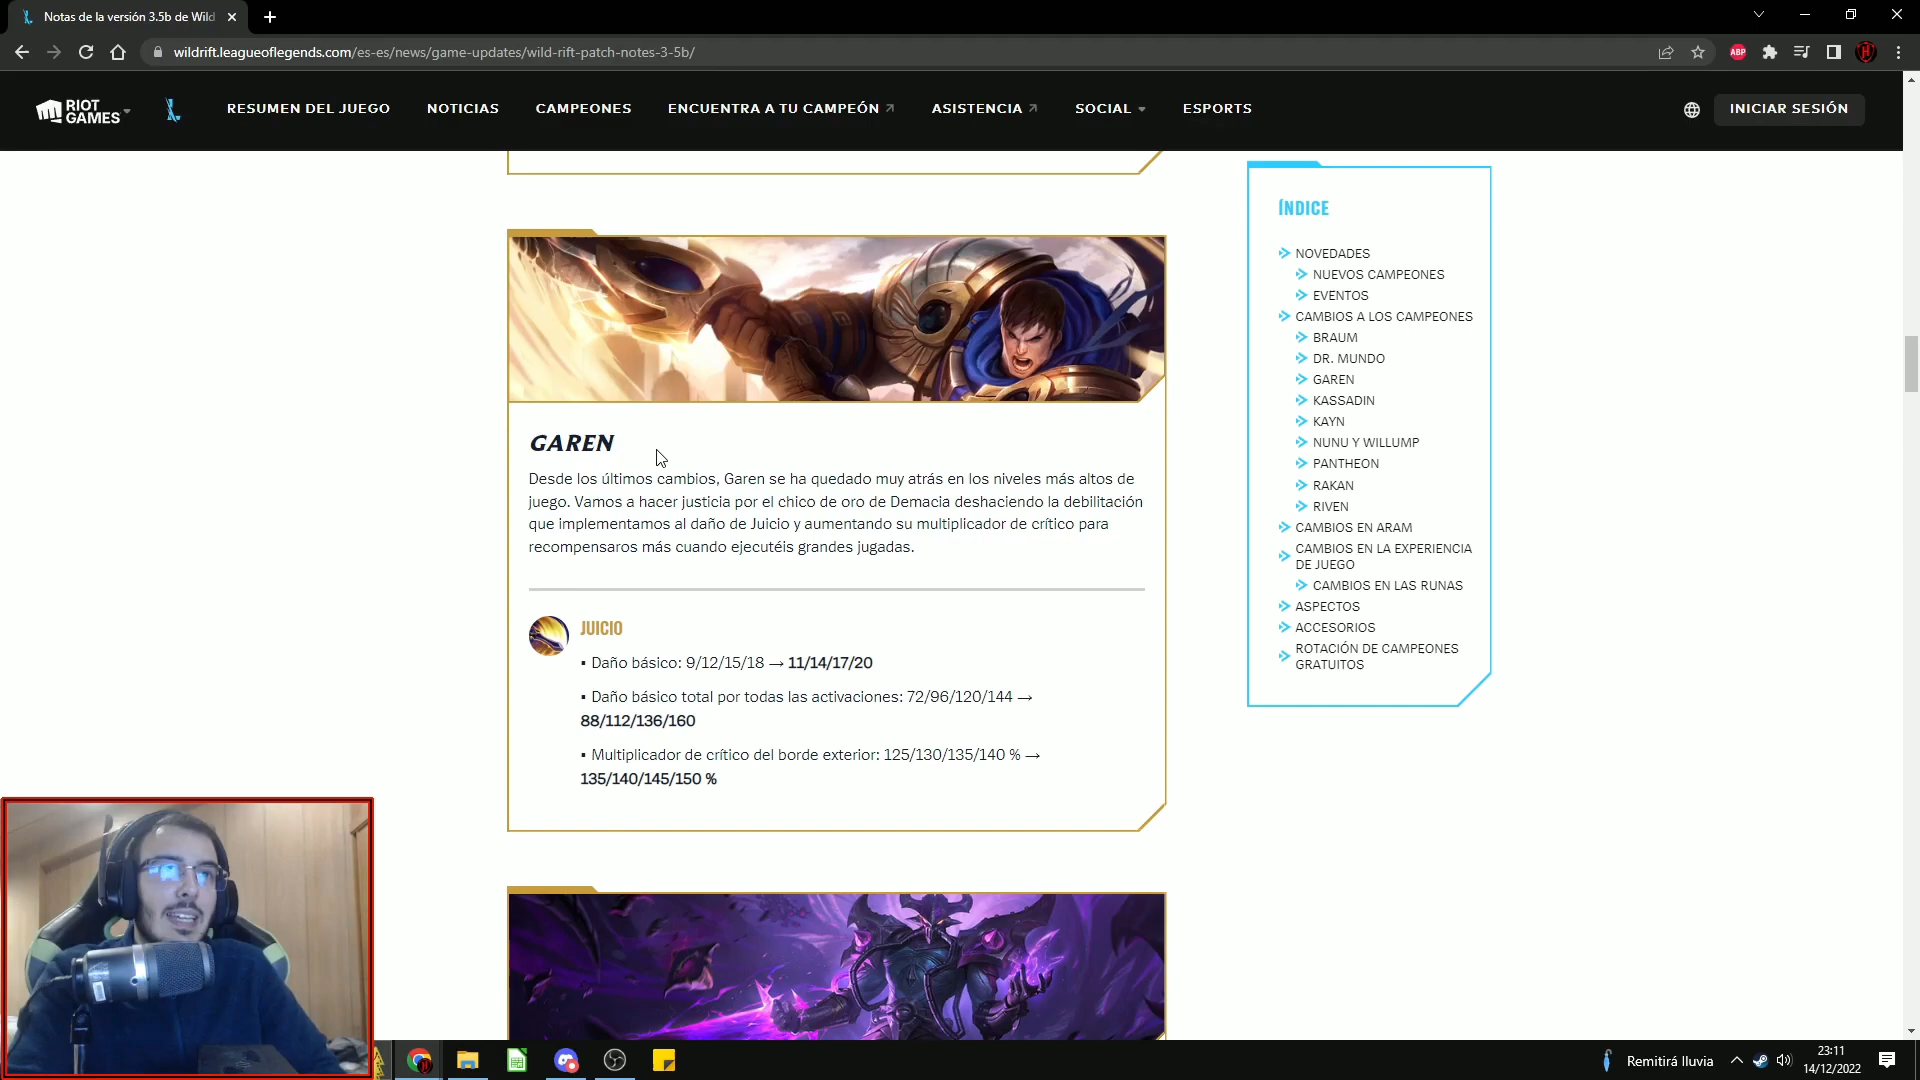 Notas de la versión 3.5b de Wild
wildrift.leagueoflegends.com/es-es/news/game-updates/wild-rift-patch-notes-3-5b/
ABP
RIOT
GAMES
RESUMEN DEL JUEGO
NOTICIAS
CAMPEONES
ENCUENTRA A TU CAMPEÓN
ASISTENCIA
SOCIAL
ESPORTS
INICIAR SESIÓN
GAREN
Desde los últimos cambios, Garen se ha quedado muy atrás en los niveles más altos de
juego. Vamos a hacer justicia por el chico de oro de Demacia deshaciendo la debilitación
que implementamos al daño de Juicio y aumentando su multiplicador de crítico para
recompensaros más cuando ejecutéis grandes jugadas.
JUICIO
▪ Daño básico: 9/12/15/18 → 11/14/17/20
▪ Daño básico total por todas las activaciones: 72/96/120/144 →
88/112/136/160
▪ Multiplicador de crítico del borde exterior: 125/130/135/140 % →
135/140/145/150 %
ÍNDICE
NOVEDADES
NUEVOS CAMPEONES
EVENTOS
CAMBIOS A LOS CAMPEONES
BRAUM
DR. MUNDO
GAREN
KASSADIN
KAYN
NUNU Y WILLUMP
PANTHEON
RAKAN
RIVEN
CAMBIOS EN ARAM
CAMBIOS EN LA EXPERIENCIA
DE JUEGO
CAMBIOS EN LAS RUNAS
ASPECTOS
ACCESORIOS
ROTACIÓN DE CAMPEONES
GRATUITOS
Remitirá lluvia
23:11
14/12/2022